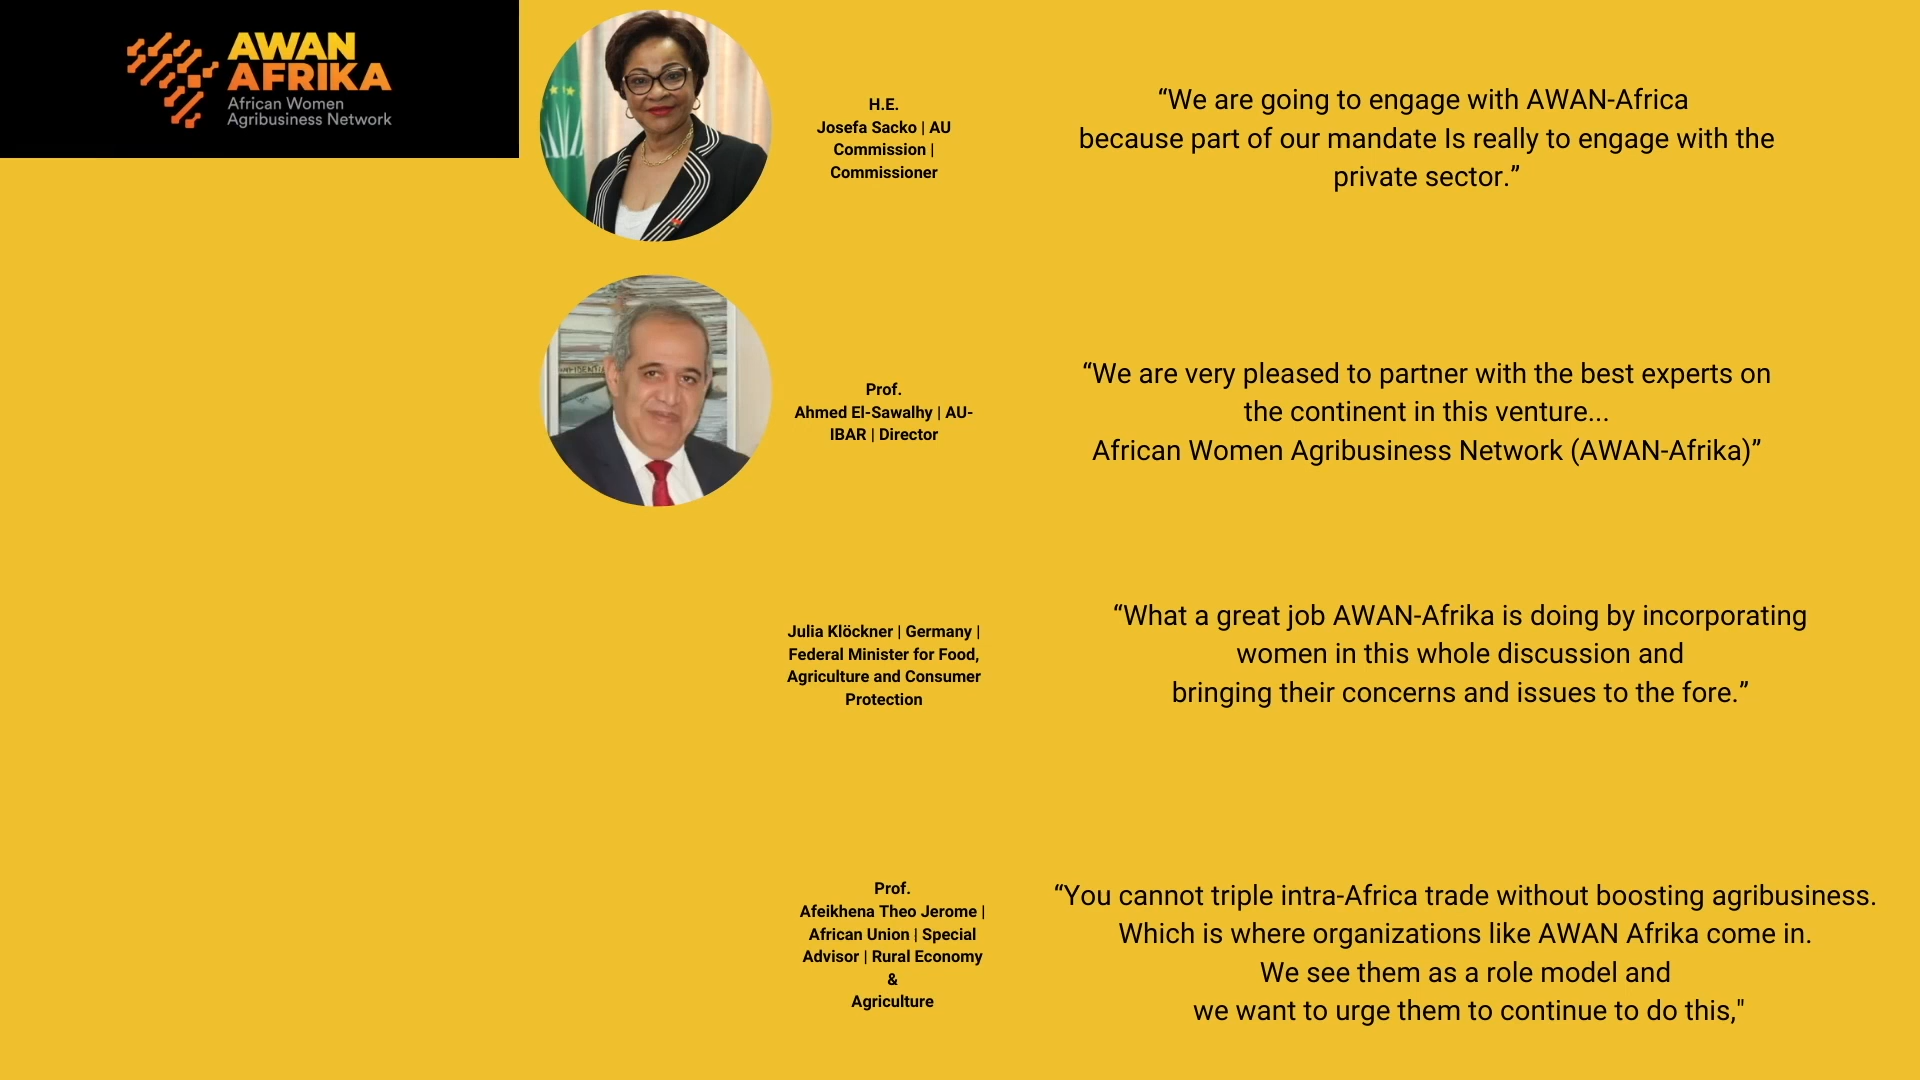 AWAN
AFRIKA
African Women
Agribusiness Network
H.E.
Josefa Sacko | AU
Commission |
Commissioner
“We are going to engage with AWAN-Africa
because part of our mandate Is really to engage with the
private sector.”
Prof.
Ahmed El-Sawalhy | AU-
IBAR | Director
“We are very pleased to partner with the best experts on
the continent in this venture...
African Women Agribusiness Network (AWAN-Afrika)”
Julia Klöckner | Germany |
Federal Minister for Food,
Agriculture and Consumer
Protection
“What a great job AWAN-Afrika is doing by incorporating
women in this whole discussion and
bringing their concerns and issues to the fore.”
Prof.
Afeikhena Theo Jerome |
African Union | Special
Advisor | Rural Economy
&
Agriculture
“You cannot triple intra-Africa trade without boosting agribusiness.
Which is where organizations like AWAN Afrika come in.
We see them as a role model and
we want to urge them to continue to do this,"